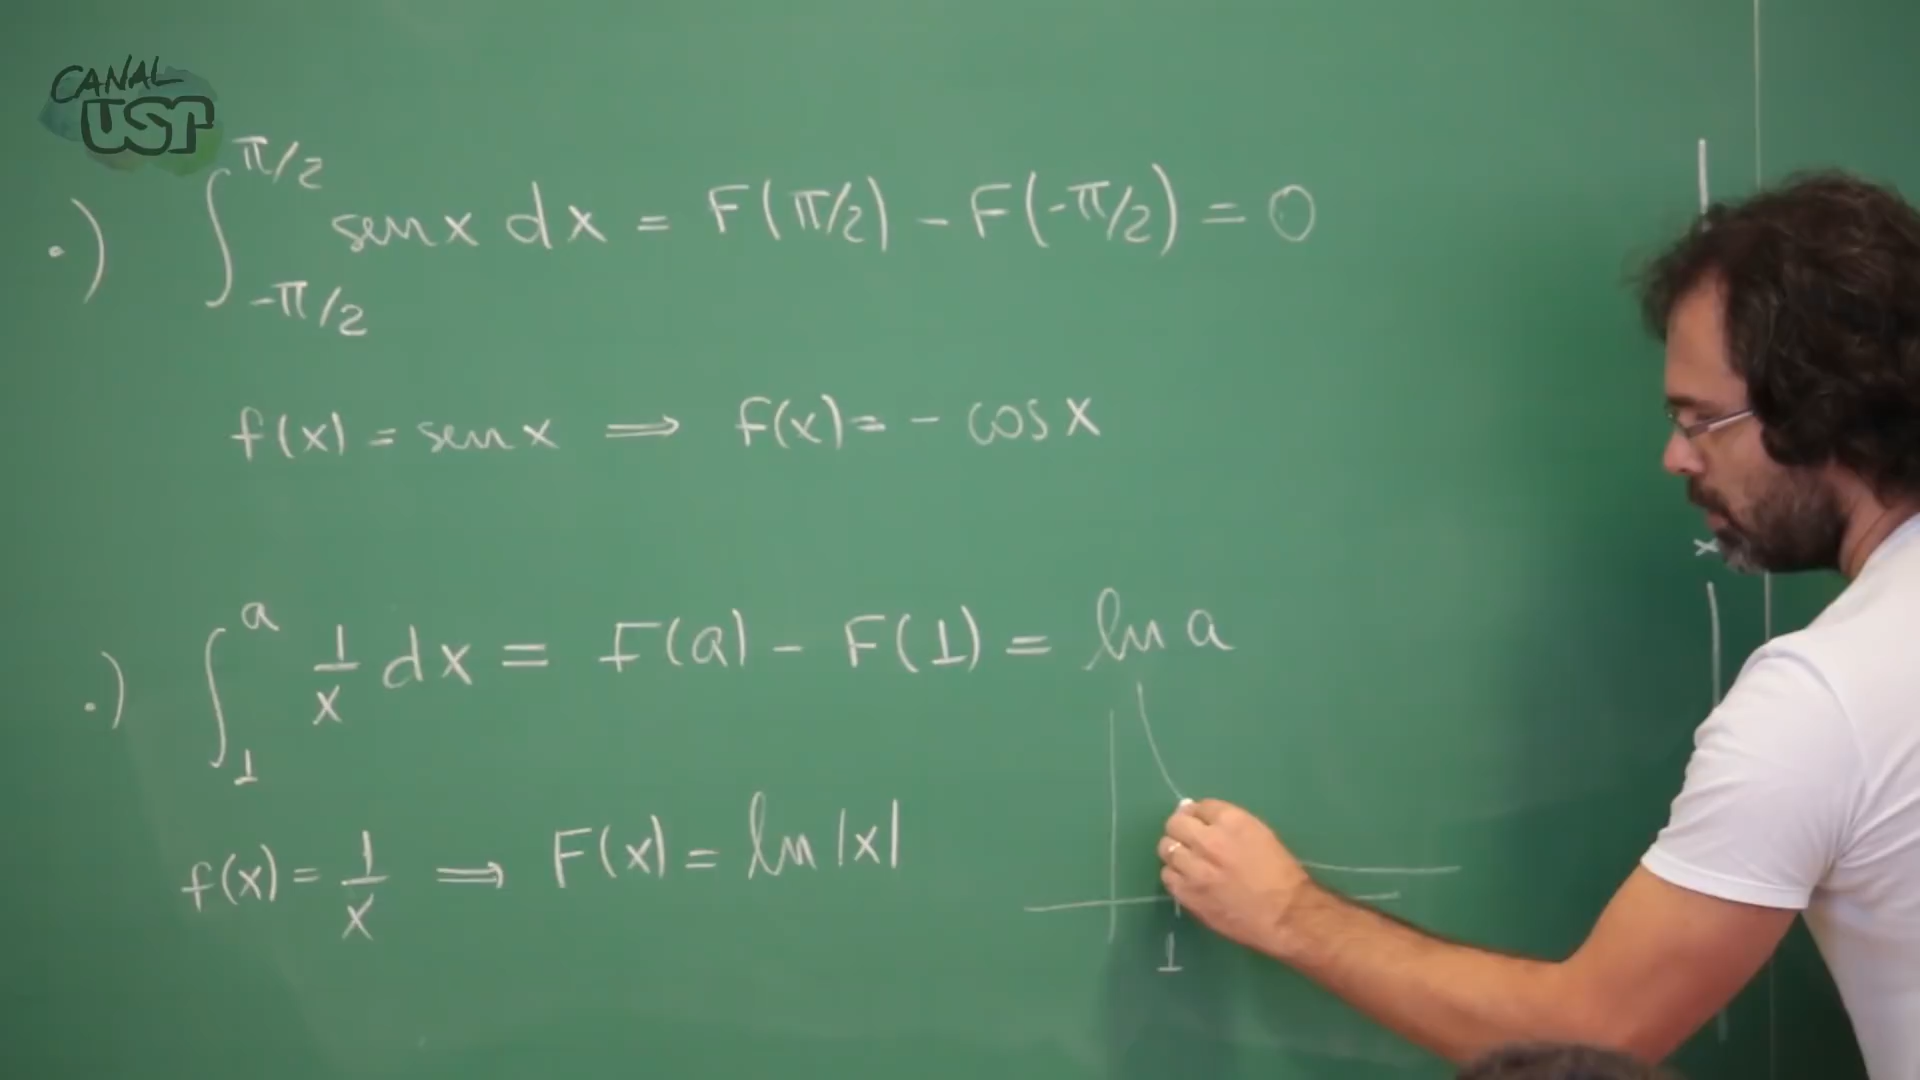 CANAL
USP
.) ∫_{-π/2}^{π/2} sen x dx = F(π/2) - F(-π/2) = 0
f(x) = sen x ⟹ F(x) = - cos x
.) ∫_1^a 1/x dx = F(a) - F(1) = ln a
f(x) = 1/x ⟹ F(x) = ln |x|
1
x